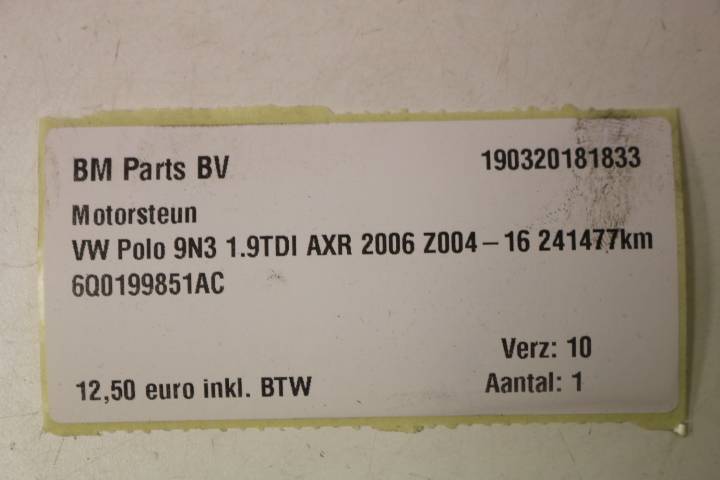 BM Parts BV 190320181833
Motorsteun
VW Polo 9N3 1.9TDI AXR 2006 Z004-16 241477km
6Q0199851AC
Verz: 10
12,50 euro inkl. BTW Aantal: 1